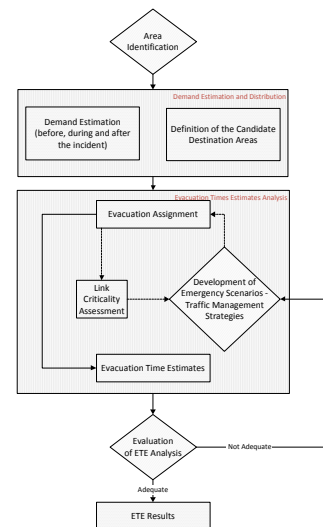 Area
Identification
Demand Estimation and Distribution
Demand Estimation
(before, during and after
the incident)
Definition of the Candidate
Destination Areas
Evacuation Times Estimates Analysis
Evacuation Assignment
Link
Criticality
Assessment
Development of
Emergency Scenarios -
Traffic Management
Strategies
Evacuation Time Estimates
Evaluation
of ETE Analysis
Not Adequate
Adequate
ETE Results